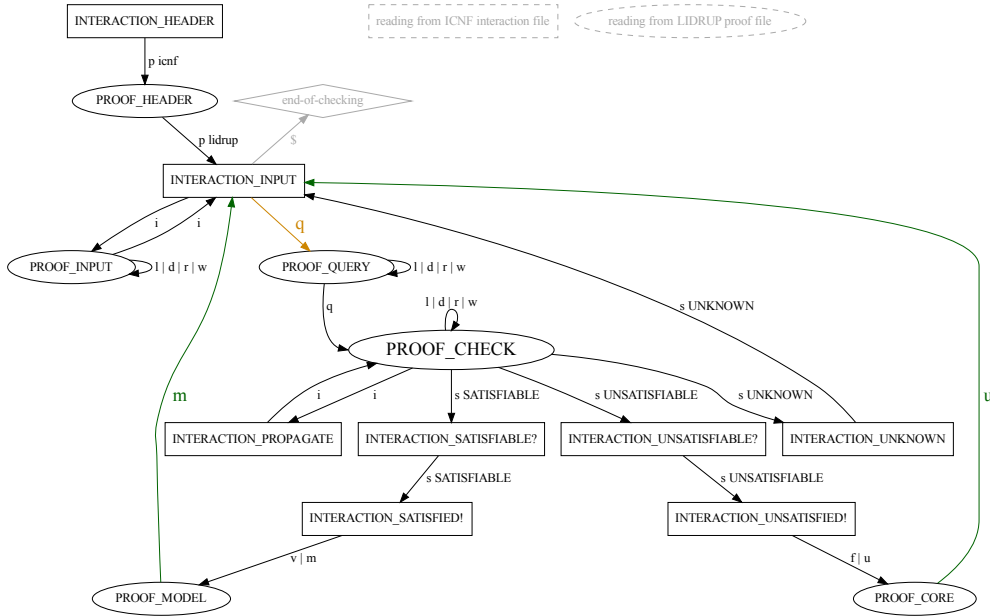 INTERACTION_HEADER
reading from ICNF interaction file
reading from LIDRUP proof file
p icnf
PROOF_HEADER
end-of-checking
p lidrup
$
INTERACTION_INPUT
i
i
q
PROOF_INPUT
l | d | r | w
PROOF_QUERY
l | d | r | w
q
l | d | r | w
s UNKNOWN
PROOF_CHECK
m
i
i
s SATISFIABLE
s UNSATISFIABLE
s UNKNOWN
u
INTERACTION_PROPAGATE
INTERACTION_SATISFIABLE?
INTERACTION_UNSATISFIABLE?
INTERACTION_UNKNOWN
s SATISFIABLE
s UNSATISFIABLE
INTERACTION_SATISFIED!
INTERACTION_UNSATISFIED!
v | m
f | u
PROOF_MODEL
PROOF_CORE